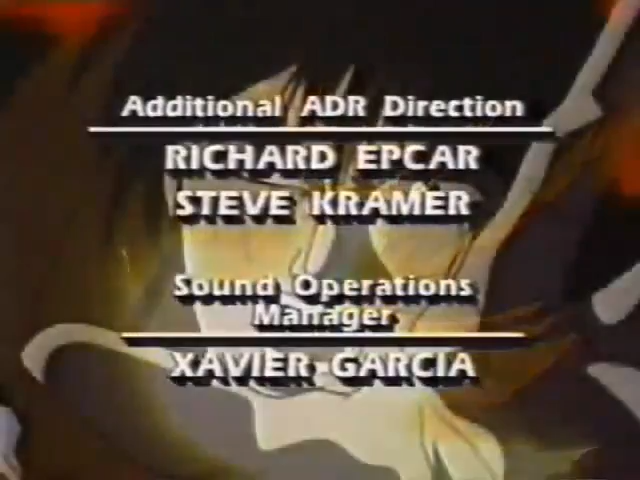 Additional ADR Direction
RICHARD EPCAR
STEVE KRAMER
Sound Operations
Manager
XAVIER GARCIA